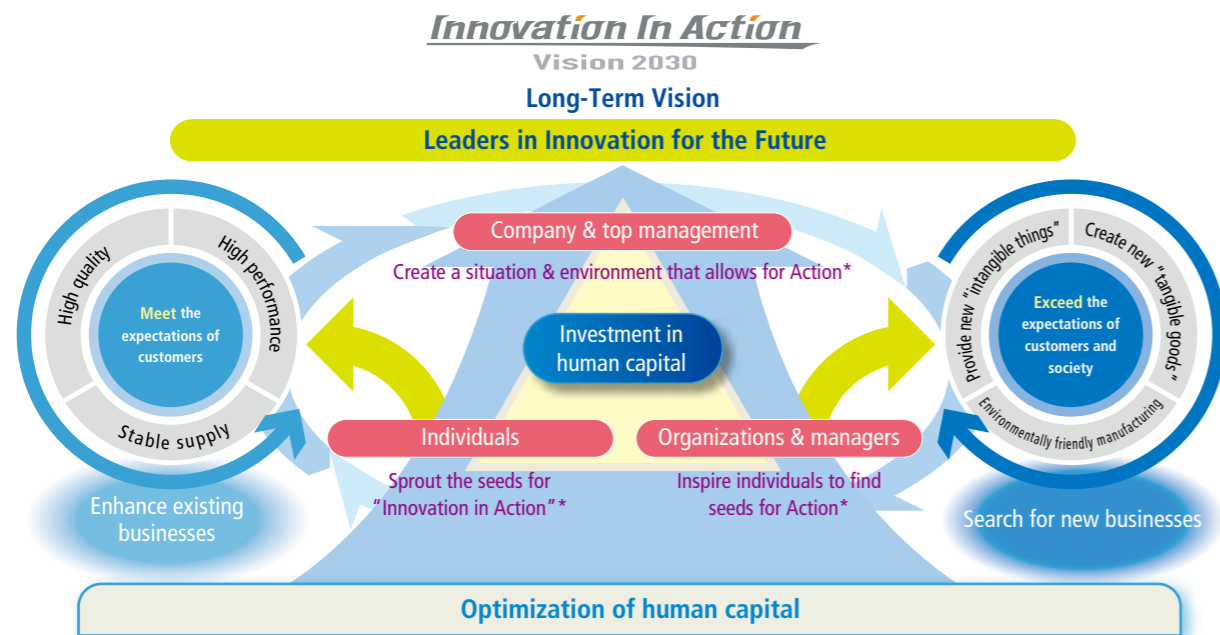 Innovation In Action
Vision 2030
Long-Term Vision
Leaders in Innovation for the Future
Company & top management
Create a situation & environment that allows for Action*
High quality
High performance
Stable supply
Meet the
expectations of
customers
Enhance existing
businesses
Investment in
human capital
Individuals
Sprout the seeds for
"Innovation in Action"*
Organizations & managers
Inspire individuals to find
seeds for Action*
Provide new "intangible things"
Create new "tangible goods"
Environmentally friendly manufacturing
Exceed the
expectations of
customers and
society
Search for new businesses
Optimization of human capital